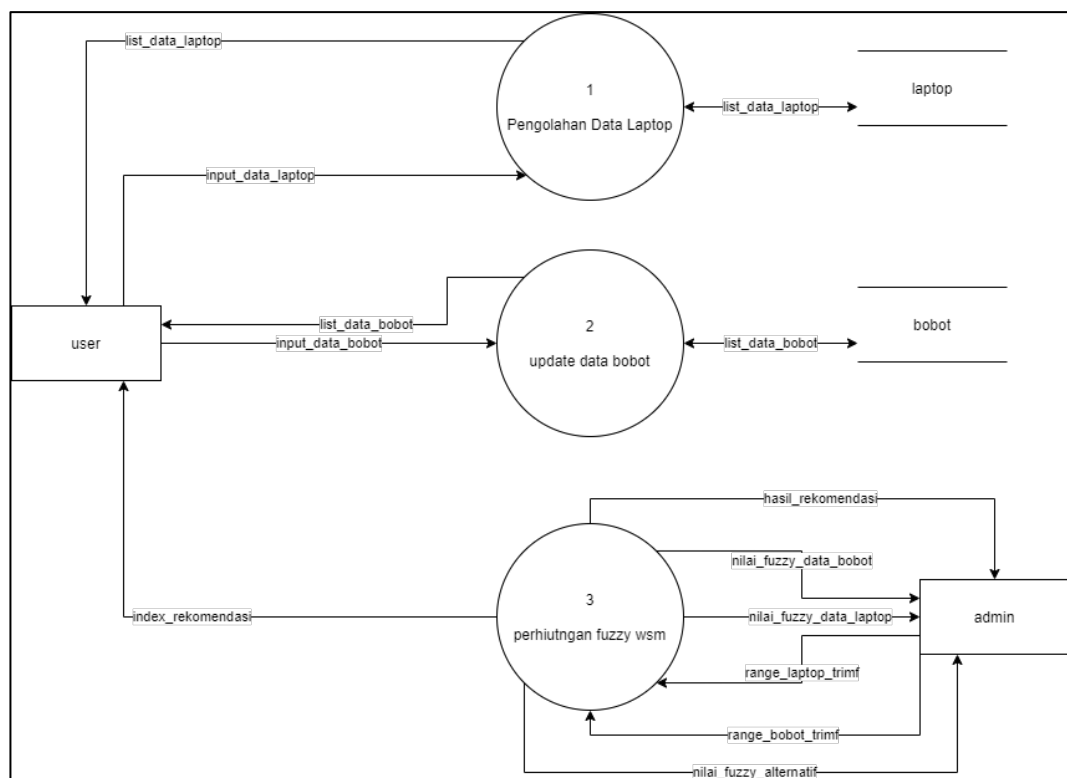 list_data_laptop
1
Pengolahan Data Laptop
list_data_laptop
laptop
input_data_laptop
user
list_data_bobot
input_data_bobot
2
update data bobot
list_data_bobot
bobot
hasil_rekomendasi
nilai_fuzzy_data_bobot
index_rekomendasi
3
perhiutngan fuzzy wsm
nilai_fuzzy_data_laptop
admin
range_laptop_trimf
range_bobot_trimf
nilai_fuzzy_alternatif